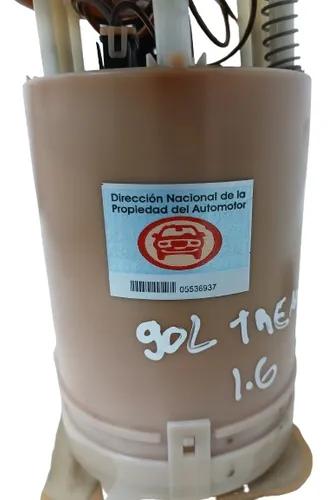 Dirección Nacional de la
Propiedad del Automotor
05536937
GOL TREN
1.6